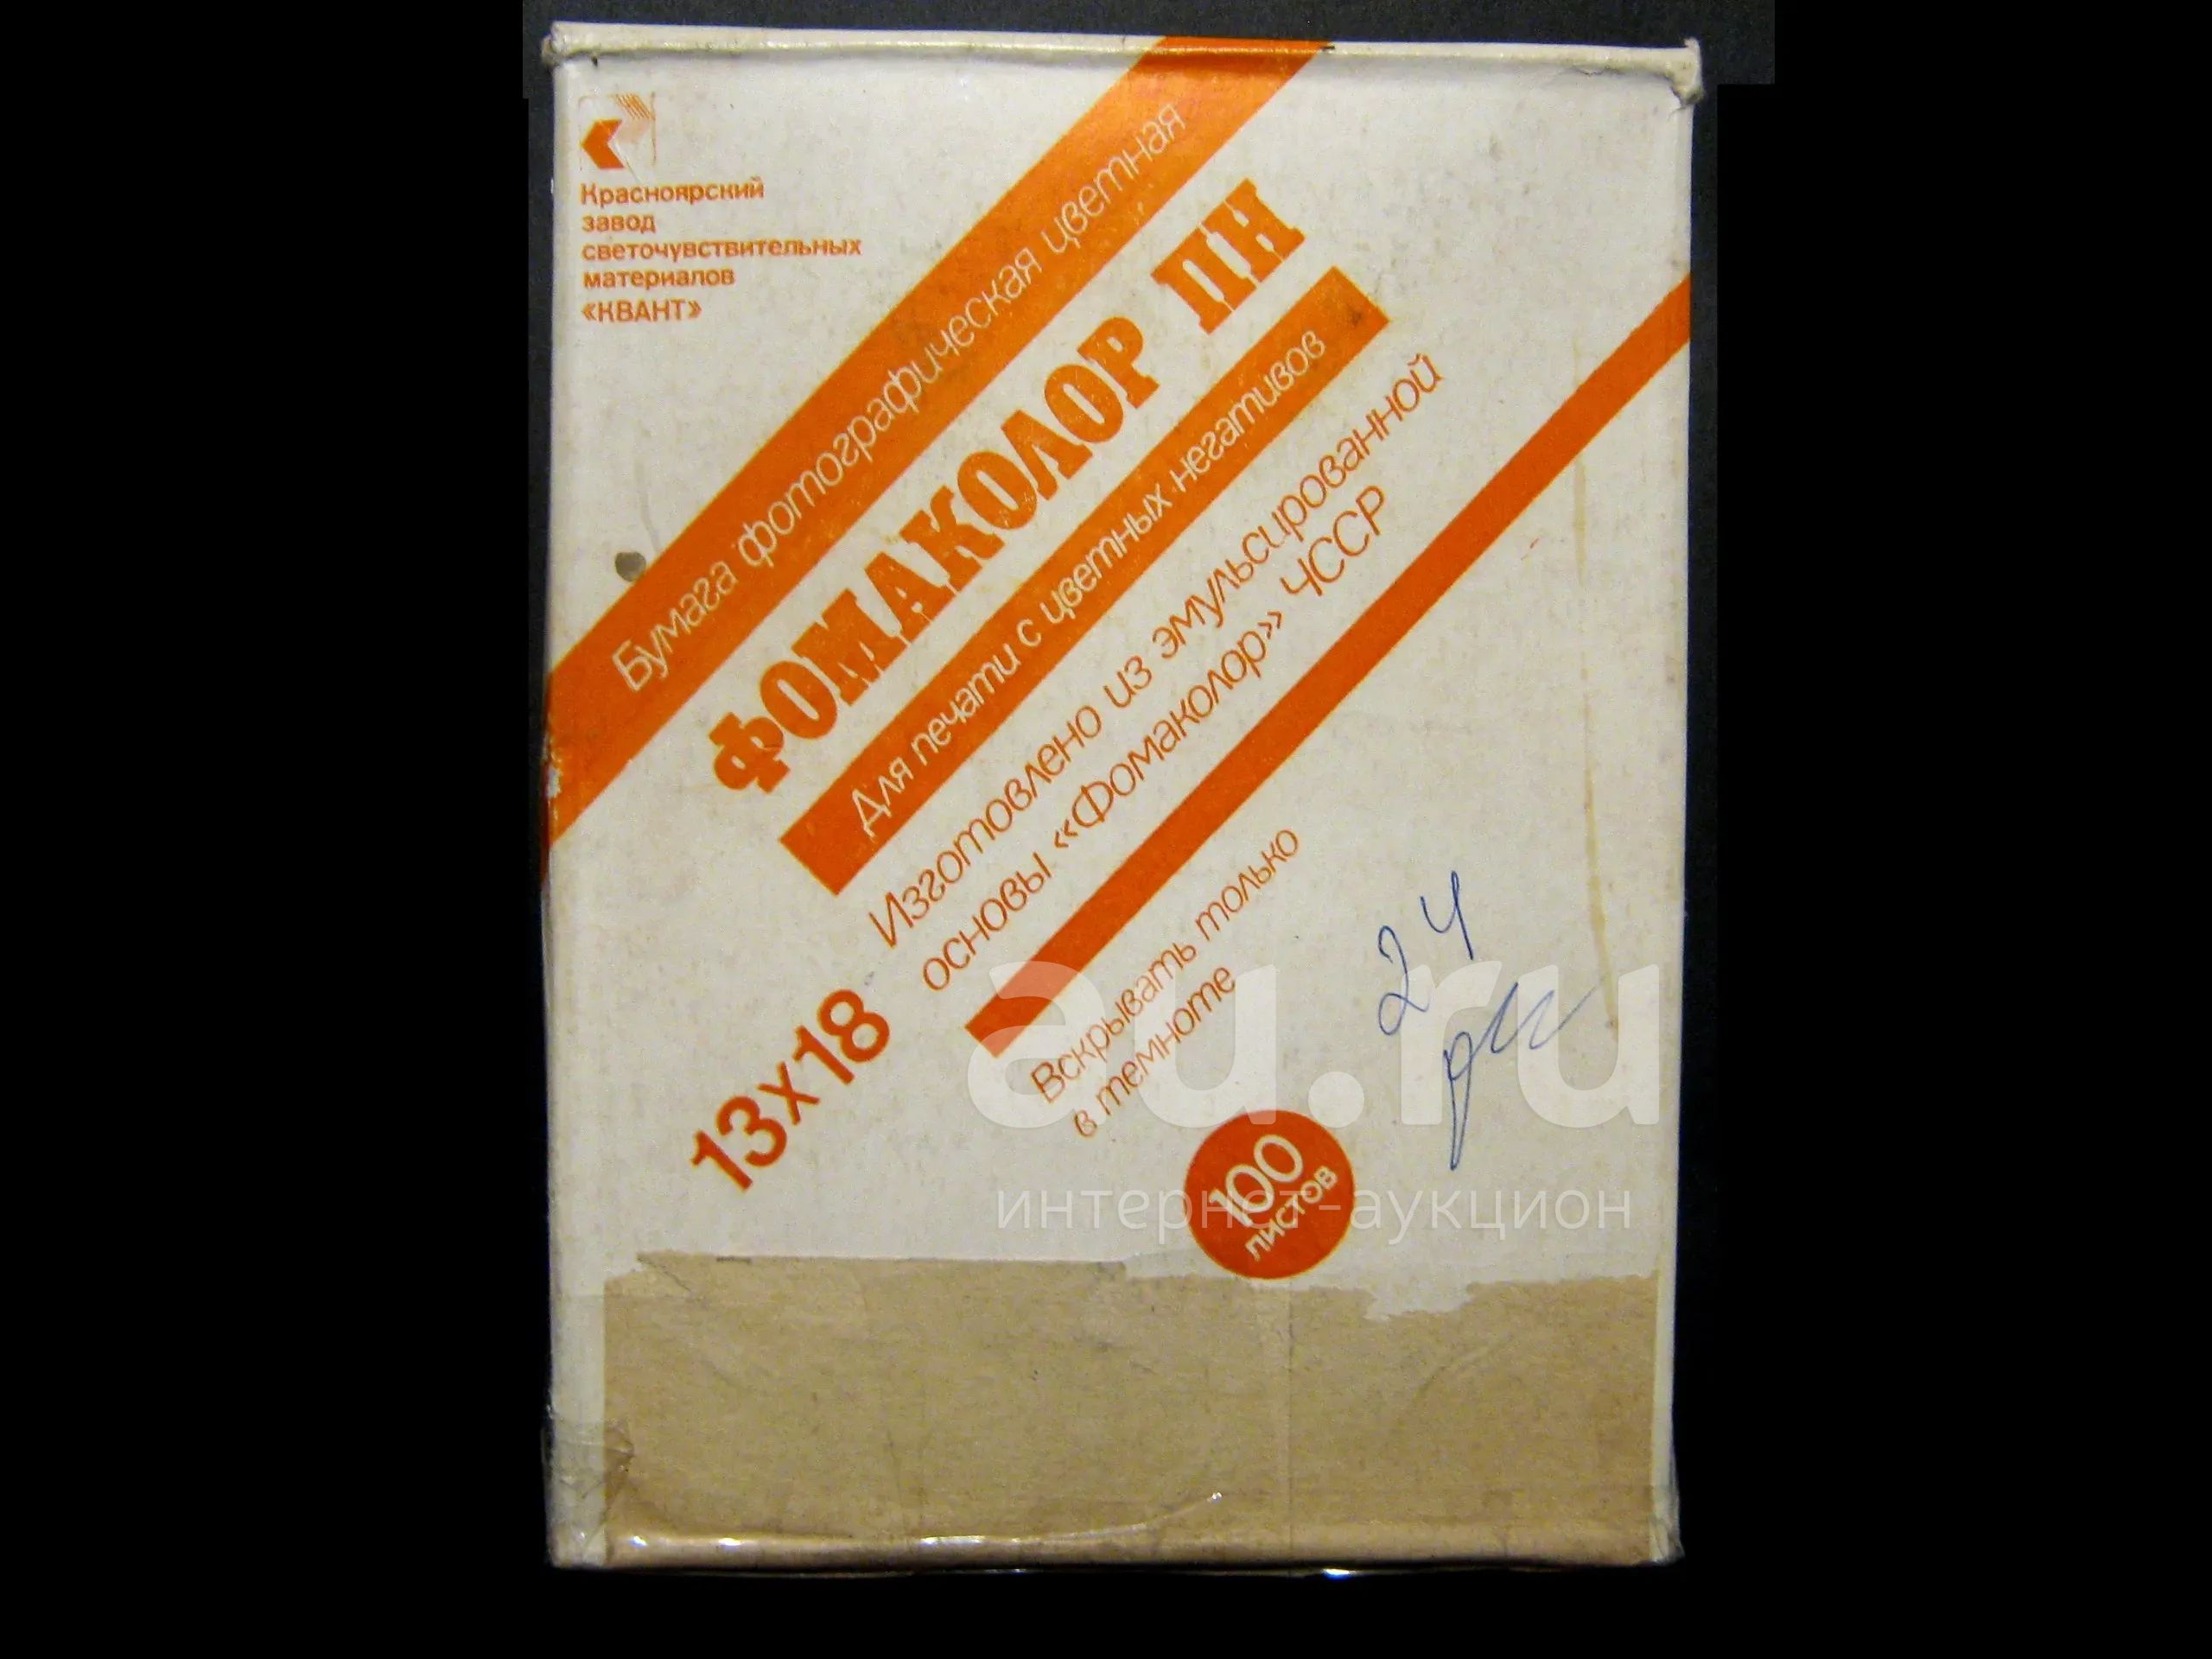 Красноярский
завод
светочувствительных
материалов
«КВАНТ»
Бумага фотографическая цветная
ФОМАКОЛОР ПН
Для печати с цветных негативов
Изготовлено из эмульсированной
основы «Фомаколор» ЧССР
13x18
Вскрывать только
в темноте
100
листов
24
au.ru
интернет-аукцион